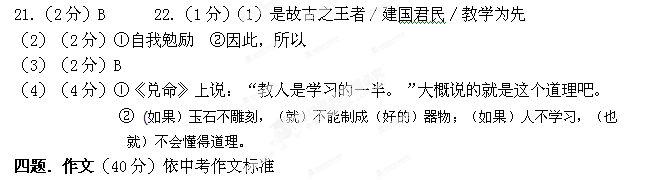 21.（2分）B 22.（1分）（1）是故古之王者／建国君民／教学为先
（2）（2分）①自我勉励 ②因此，所以
（3）（2分）B
（4）（4分）①《兑命》上说：“教人是学习的一半。”大概说的就是这个道理吧。
②（如果）玉石不雕刻，（就）不能制成（好的）器物；（如果）人不学习，（也
就）不会懂得道理。
四题．作文（40分）依中考作文标准